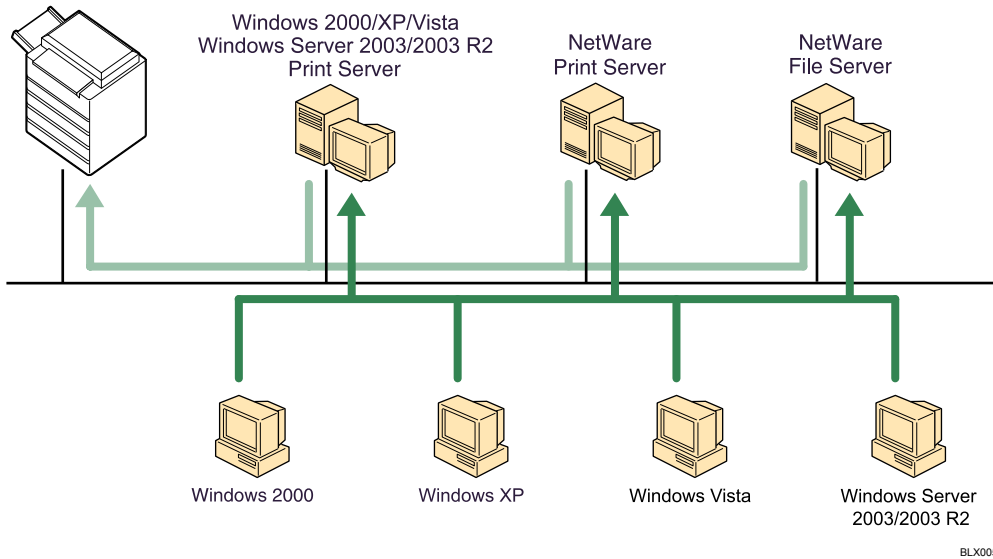 Windows 2000/XP/Vista
Windows Server 2003/2003 R2
Print Server
NetWare
Print Server
NetWare
File Server
Windows 2000
Windows XP
Windows Vista
Windows Server
2003/2003 R2
BLX00